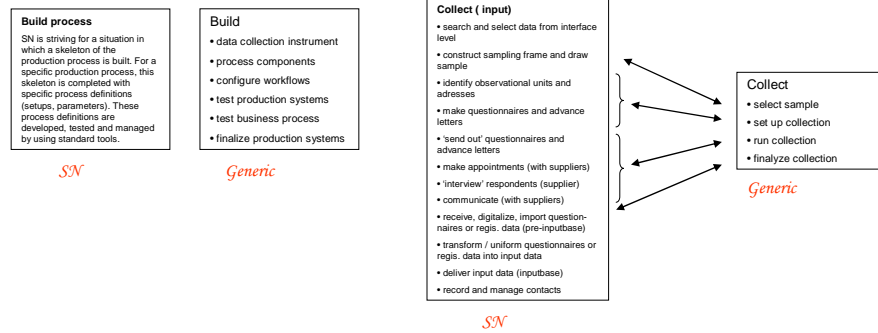 Build process
SN is striving for a situation in
which a skeleton of the
production process is built. For a
specific production process, this
skeleton is completed with
specific process definitions
(setups, parameters). These
process definitions are
developed, tested and managed
by using standard tools.
SN
Build
• data collection instrument
• process components
• configure workflows
• test production systems
• test business process
• finalize production systems
Generic
Collect ( input)
• search and select data from interface
level
• construct sampling frame and draw
sample
• identify observational units and
adresses
• make questionnaires and advance
letters
• ‘send out’ questionnaires and
advance letters
• make appointments (with suppliers)
• ‘interview’ respondents (supplier)
• communicate (with suppliers)
• receive, digitalize, import question-
naires or regis. data (pre-inputbase)
• transform / uniform questionnaires or
regis. data into input data
• deliver input data (inputbase)
• record and manage contacts
SN
Collect
• select sample
• set up collection
• run collection
• finalyze collection
Generic